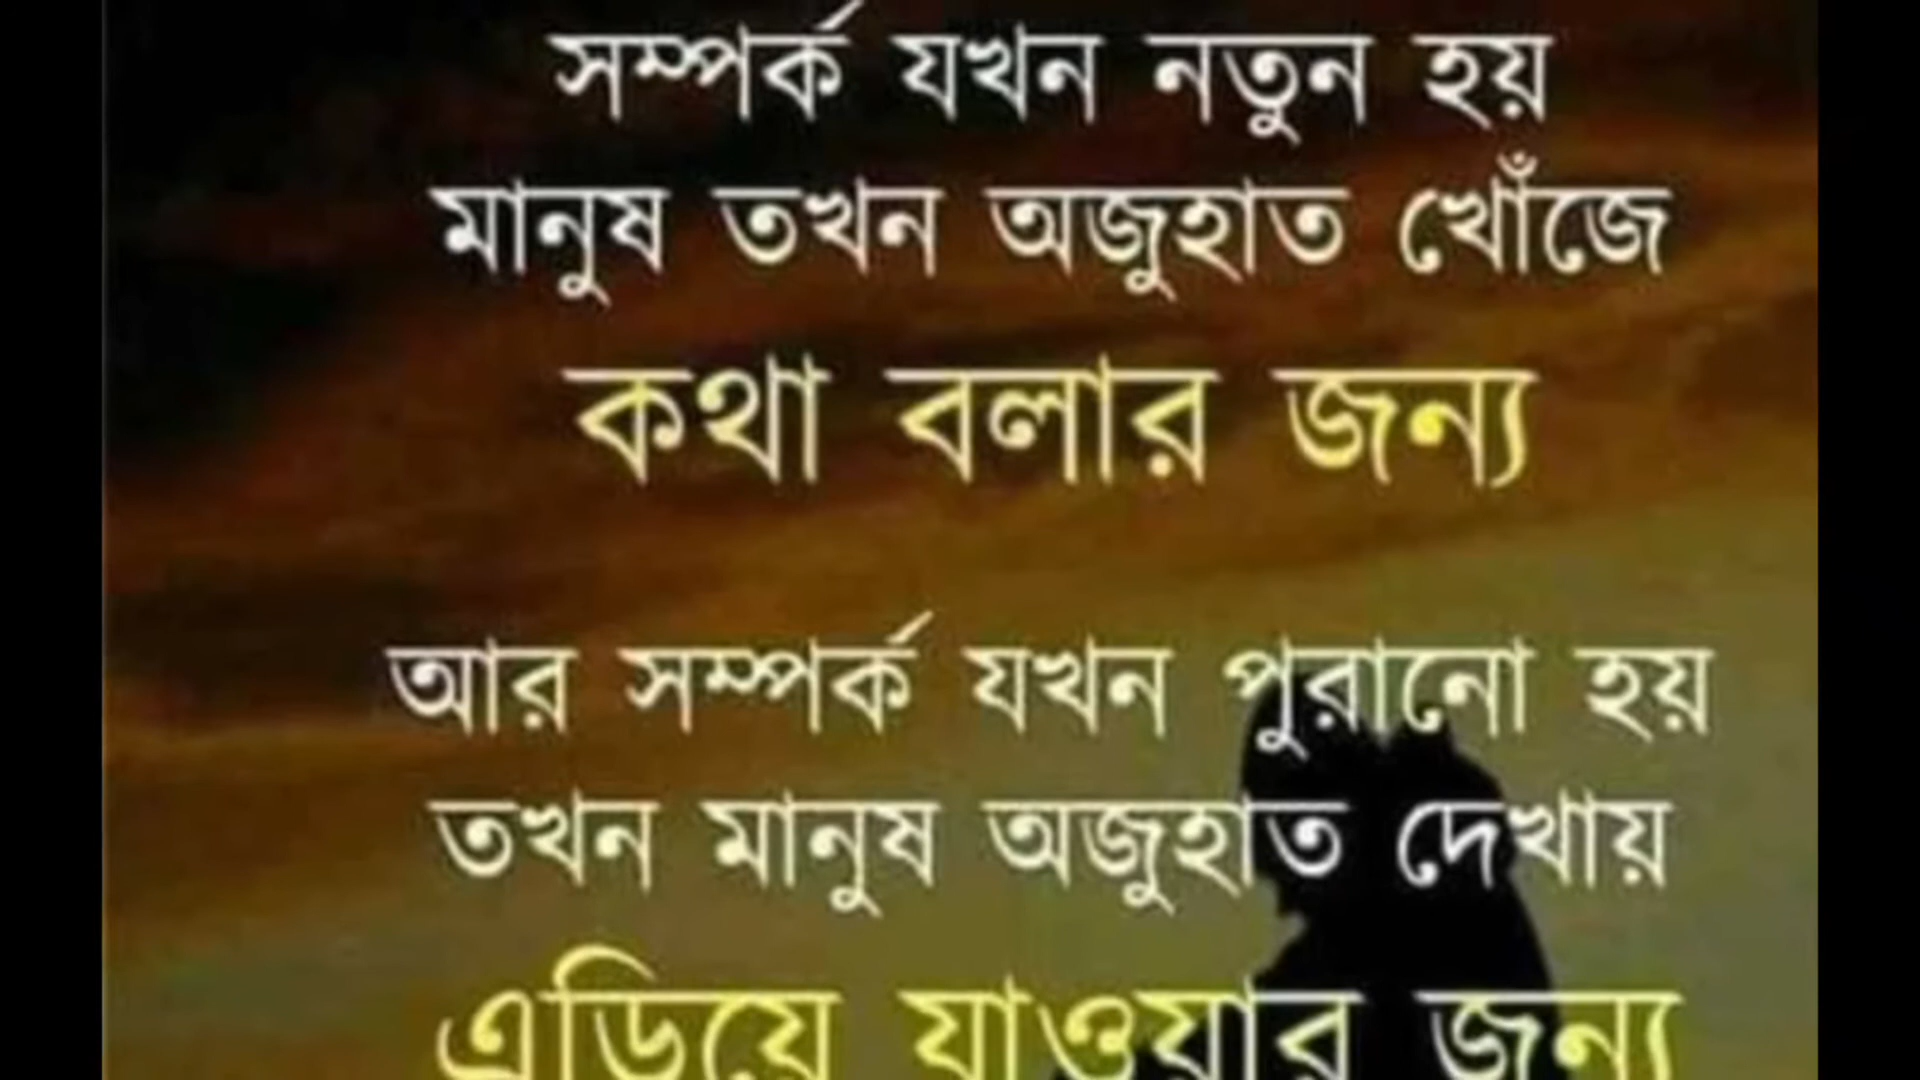 সম্পর্ক যখন নতুন হয়
মানুষ তখন অজুহাত খোঁজে
কথা বলার জন্য
আর সম্পর্ক যখন পুরানো হয়
তখন মানুষ অজুহাত দেখায়
এড়িয়ে যাওয়ার জন্য